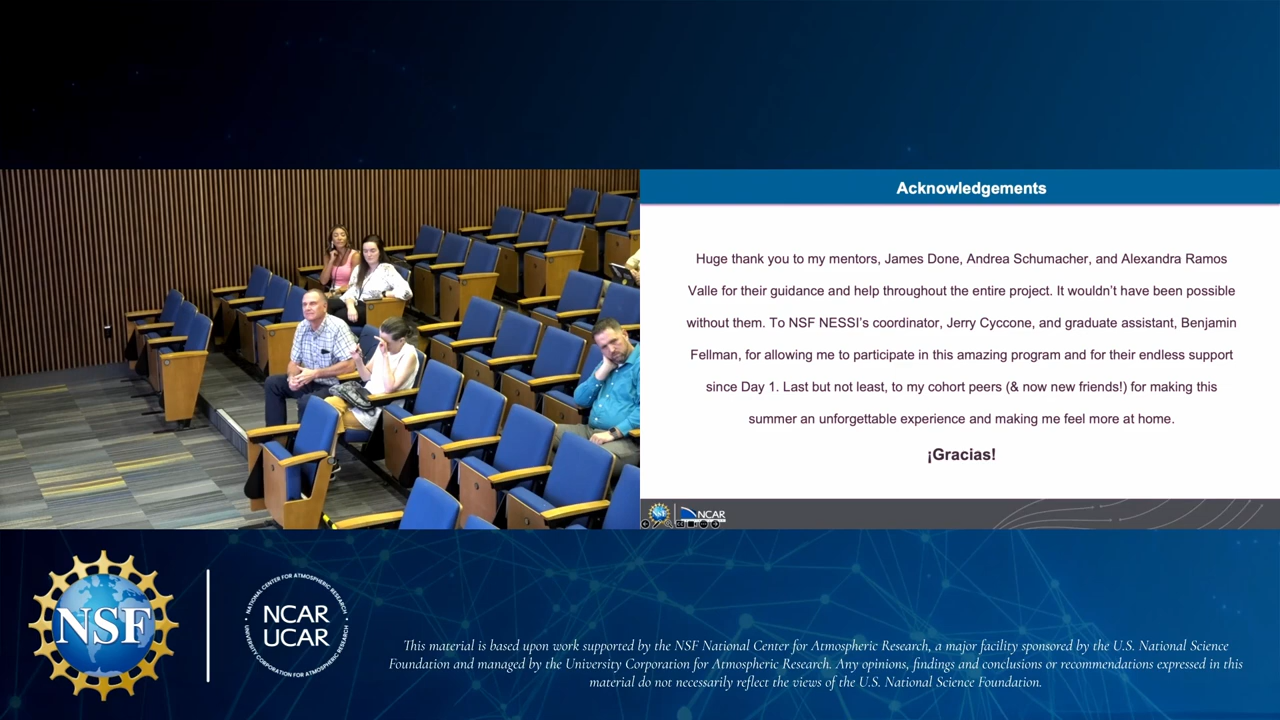 Acknowledgements
Huge thank you to my mentors, James Done, Andrea Schumacher, and Alexandra Ramos
Valle for their guidance and help throughout the entire project. It wouldn't have been possible
without them. To NSF NESSI's coordinator, Jerry Cyccone, and graduate assistant, Benjamin
Fellman, for allowing me to participate in this amazing program and for their endless support
since Day 1. Last but not least, to my cohort peers (& now new friends!) for making this
summer an unforgettable experience and making me feel more at home.
¡Gracias!
NCAR
NSF
NATIONAL CENTER FOR ATMOSPHERIC RESEARCH
NCAR
UCAR
UNIVERSITY CORPORATION FOR ATMOSPHERIC RESEARCH
This material is based upon work supported by the NSF National Center for Atmospheric Research, a major facility sponsored by the U.S. National Science
Foundation and managed by the University Corporation for Atmospheric Research. Any opinions, findings and conclusions or recommendations expressed in this
material do not necessarily reflect the views of the U.S. National Science Foundation.